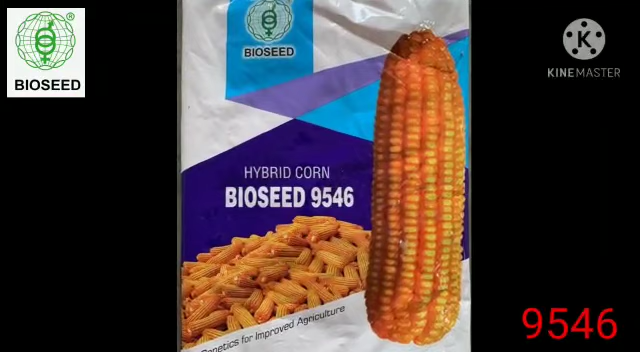 BIOSEED
®
BIOSEED
KINEMASTER
HYBRID CORN
BIOSEED 9546
Genetics for Improved Agriculture
9546